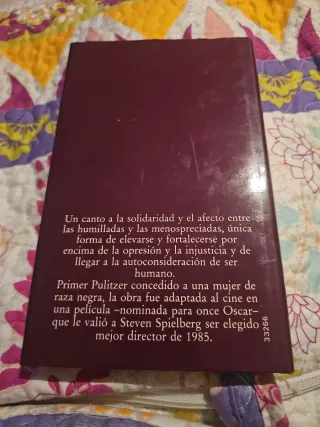 Un canto a la solidaridad y el afecto entre
las humilladas y las menospreciadas, única
forma de elevarse y fortalecerse por
encima de la opresión y la injusticia y de
llegar a la autoconsideración de ser
humano.
Primer Pulitzer concedido a una mujer de
raza negra, la obra fue adaptada al cine en
una película –nominada para once Oscar–
que le valió a Steven Spielberg ser elegido
mejor director de 1985.
33266